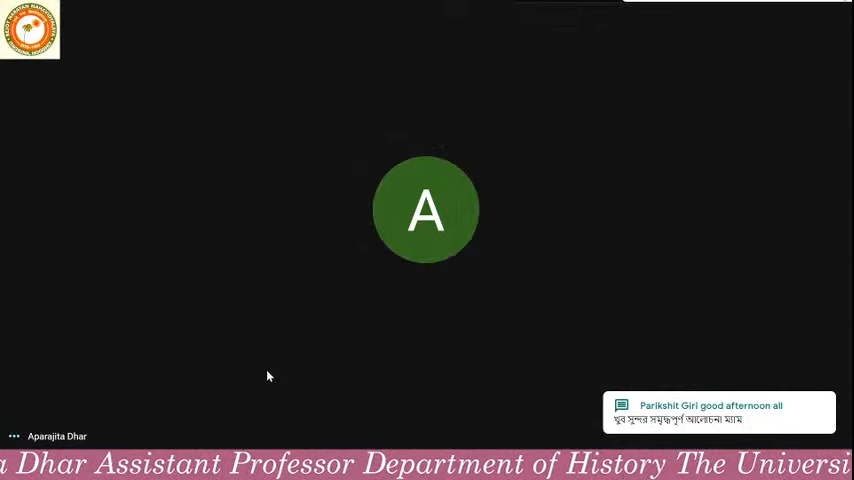 A
Parikshit Giri good afternoon all
খুব সুন্দর সমৃদ্ধপূর্ণ আলোচনা ম্যাম
Aparajita Dhar
a Dhar Assistant Professor Department of History The Universi